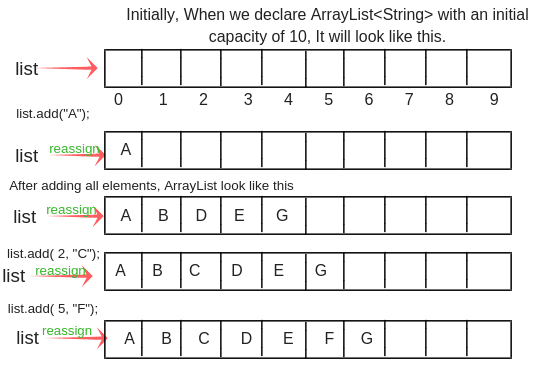 Initially, When we declare ArrayList<String> with an initial
capacity of 10, It will look like this.
list
0 1 2 3 4 5 6 7 8 9
list.add("A");
list reassign A
After adding all elements, ArrayList look like this
list reassign A B D E G
list.add( 2, "C");
list reassign A B C D E G
list.add( 5, "F");
list reassign A B C D E F G